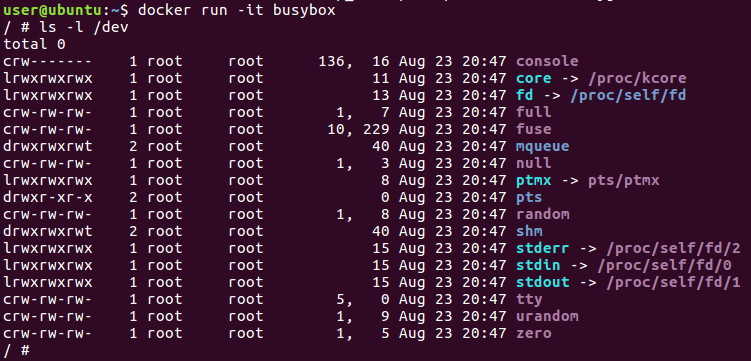 user@ubuntu:~$ docker run -it busybox
/ # ls -l /dev
total 0
crw-------    1 root     root      136,  16 Aug 23 20:47 console
lrwxrwxrwx    1 root     root            11 Aug 23 20:47 core -> /proc/kcore
lrwxrwxrwx    1 root     root            13 Aug 23 20:47 fd -> /proc/self/fd
crw-rw-rw-    1 root     root        1,   7 Aug 23 20:47 full
crw-rw-rw-    1 root     root       10, 229 Aug 23 20:47 fuse
drwxrwxrwt    2 root     root            40 Aug 23 20:47 mqueue
crw-rw-rw-    1 root     root        1,   3 Aug 23 20:47 null
lrwxrwxrwx    1 root     root             8 Aug 23 20:47 ptmx -> pts/ptmx
drwxr-xr-x    2 root     root             0 Aug 23 20:47 pts
crw-rw-rw-    1 root     root        1,   8 Aug 23 20:47 random
drwxrwxrwt    2 root     root            40 Aug 23 20:47 shm
lrwxrwxrwx    1 root     root            15 Aug 23 20:47 stderr -> /proc/self/fd/2
lrwxrwxrwx    1 root     root            15 Aug 23 20:47 stdin -> /proc/self/fd/0
lrwxrwxrwx    1 root     root            15 Aug 23 20:47 stdout -> /proc/self/fd/1
crw-rw-rw-    1 root     root        5,   0 Aug 23 20:47 tty
crw-rw-rw-    1 root     root        1,   9 Aug 23 20:47 urandom
crw-rw-rw-    1 root     root        1,   5 Aug 23 20:47 zero
/ #